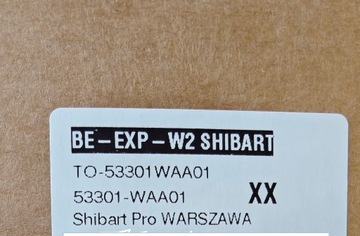 BE-EXP-W2 SHIBART
TO-53301WAA01
53301-WAA01 XX
Shibart Pro WARSZAWA